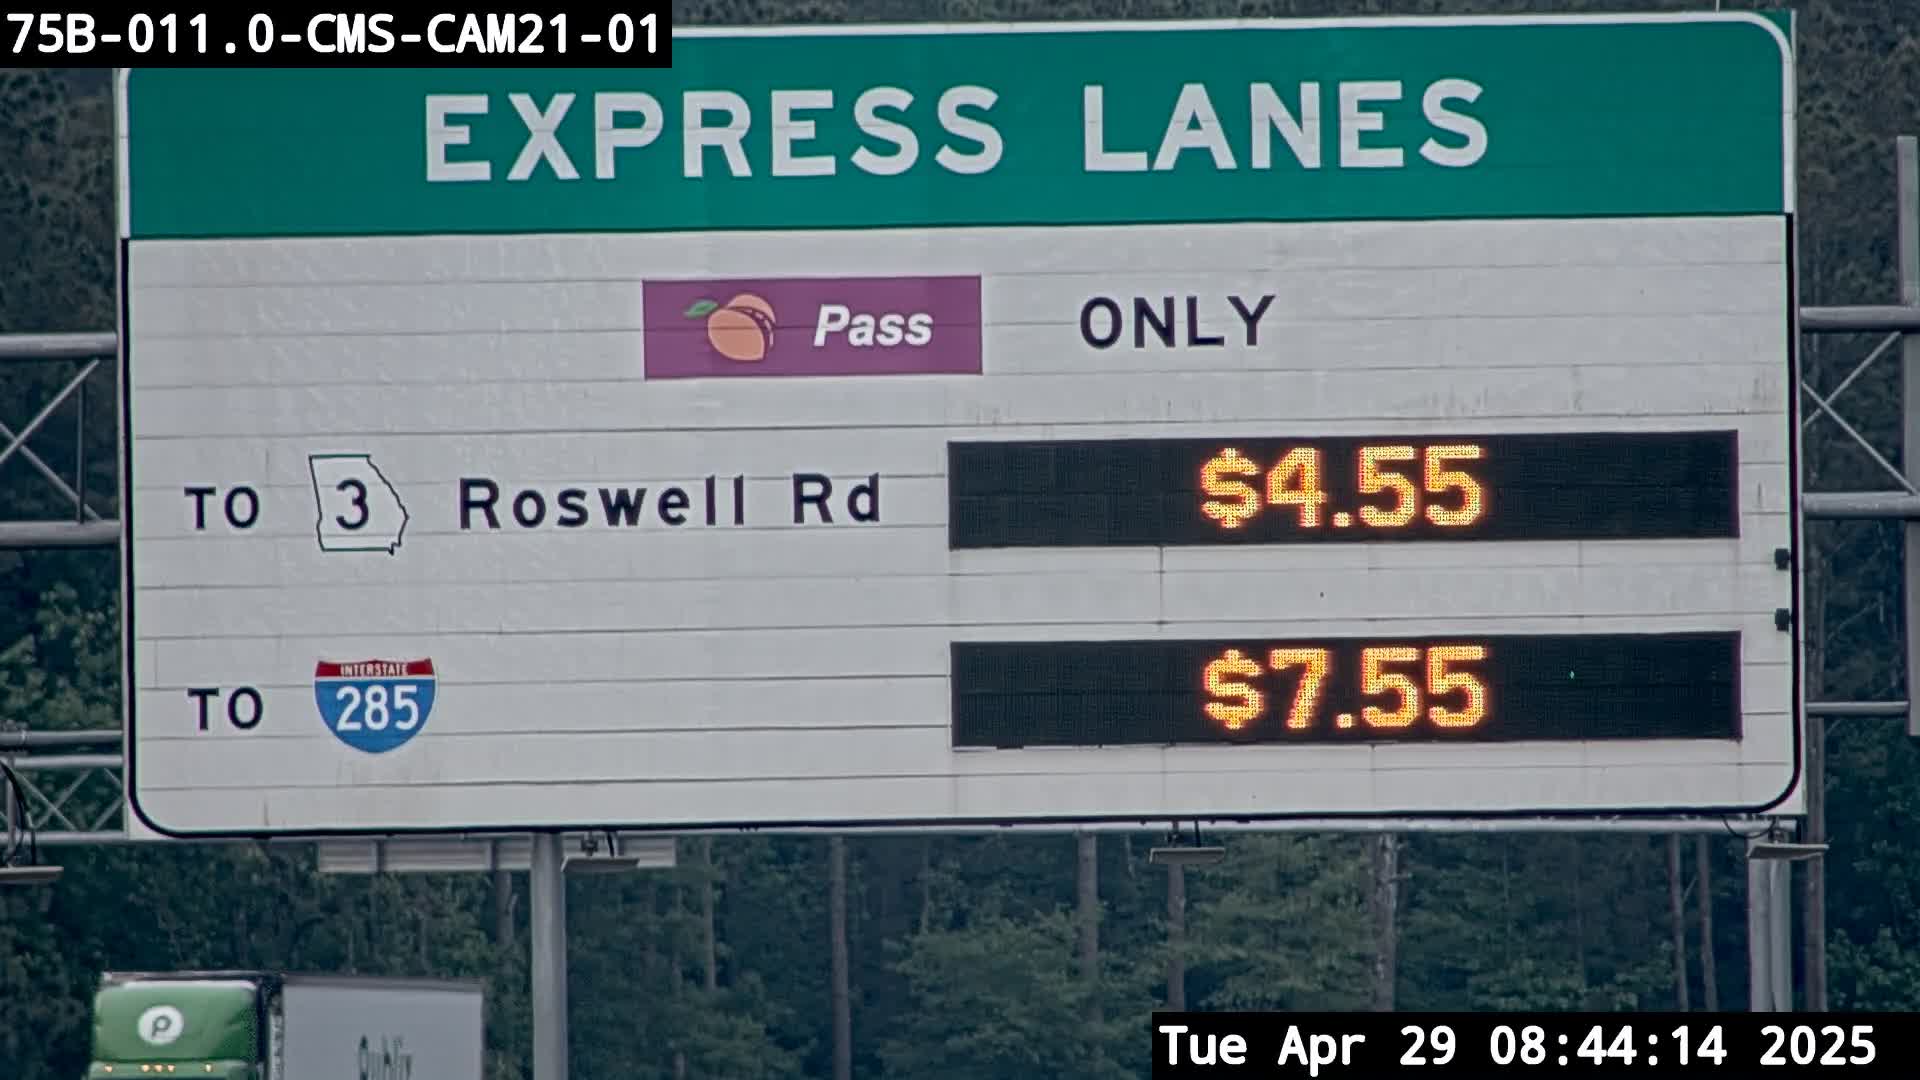 75B-011.0-CMS-CAM21-01
EXPRESS LANES
Pass ONLY
TO 3 Roswell Rd $4.55
TO INTERSTATE 285 $7.55
P
Publix
Tue Apr 29 08:44:14 2025